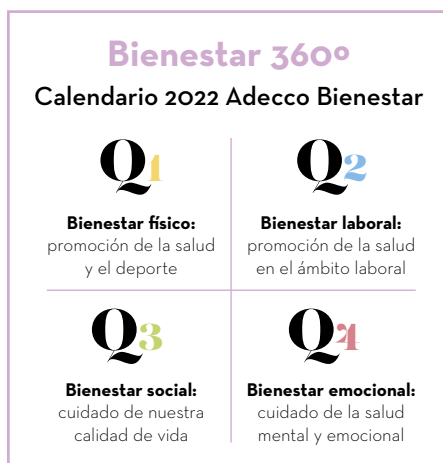 Bienestar 360º
Calendario 2022 Adecco Bienestar
Q1
Bienestar físico:
promoción de la salud
y el deporte
Q2
Bienestar laboral:
promoción de la salud
en el ámbito laboral
Q3
Bienestar social:
cuidado de nuestra
calidad de vida
Q4
Bienestar emocional:
cuidado de la salud
mental y emocional